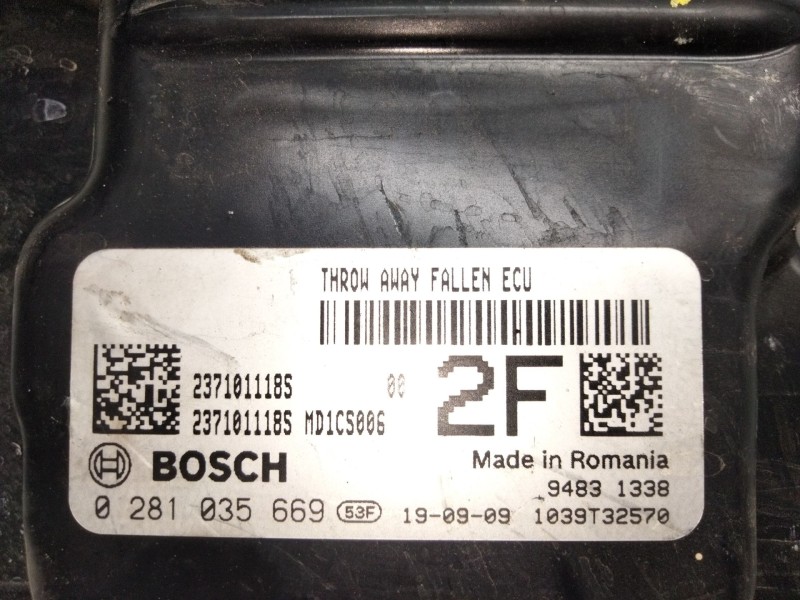 THROW AWAY FALLEN ECU
237101118S 00
237101118S MD1CS006
2F
BOSCH
Made in Romania
9483 1338
0 281 035 669 53F 19-09-09 1039T32570